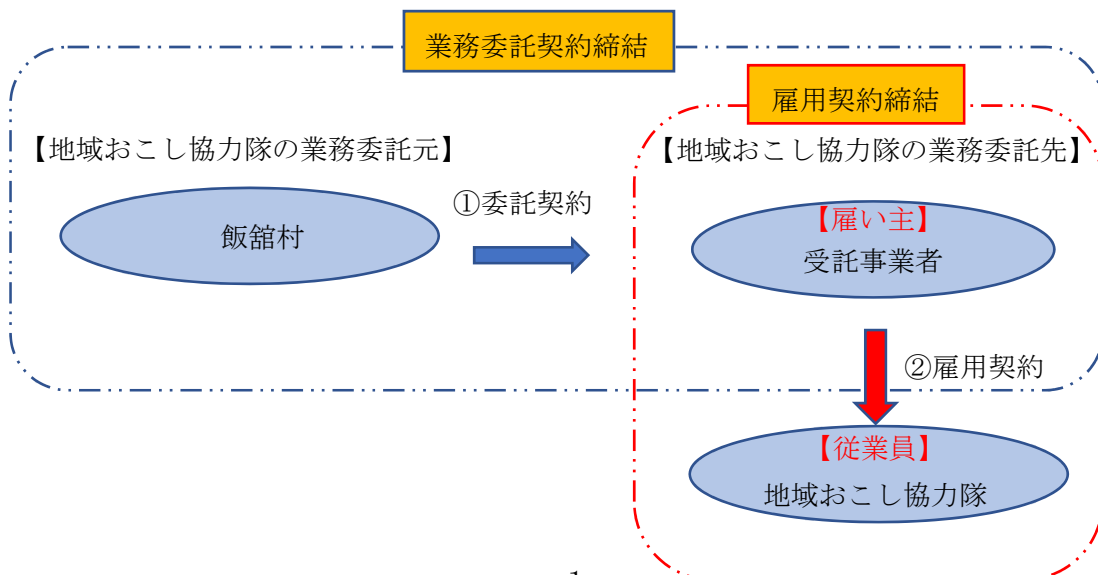 業務委託契約締結
雇用契約締結
【地域おこし協力隊の業務委託元】
【地域おこし協力隊の業務委託先】
①委託契約
飯舘村
【雇い主】
受託事業者
②雇用契約
【従業員】
地域おこし協力隊